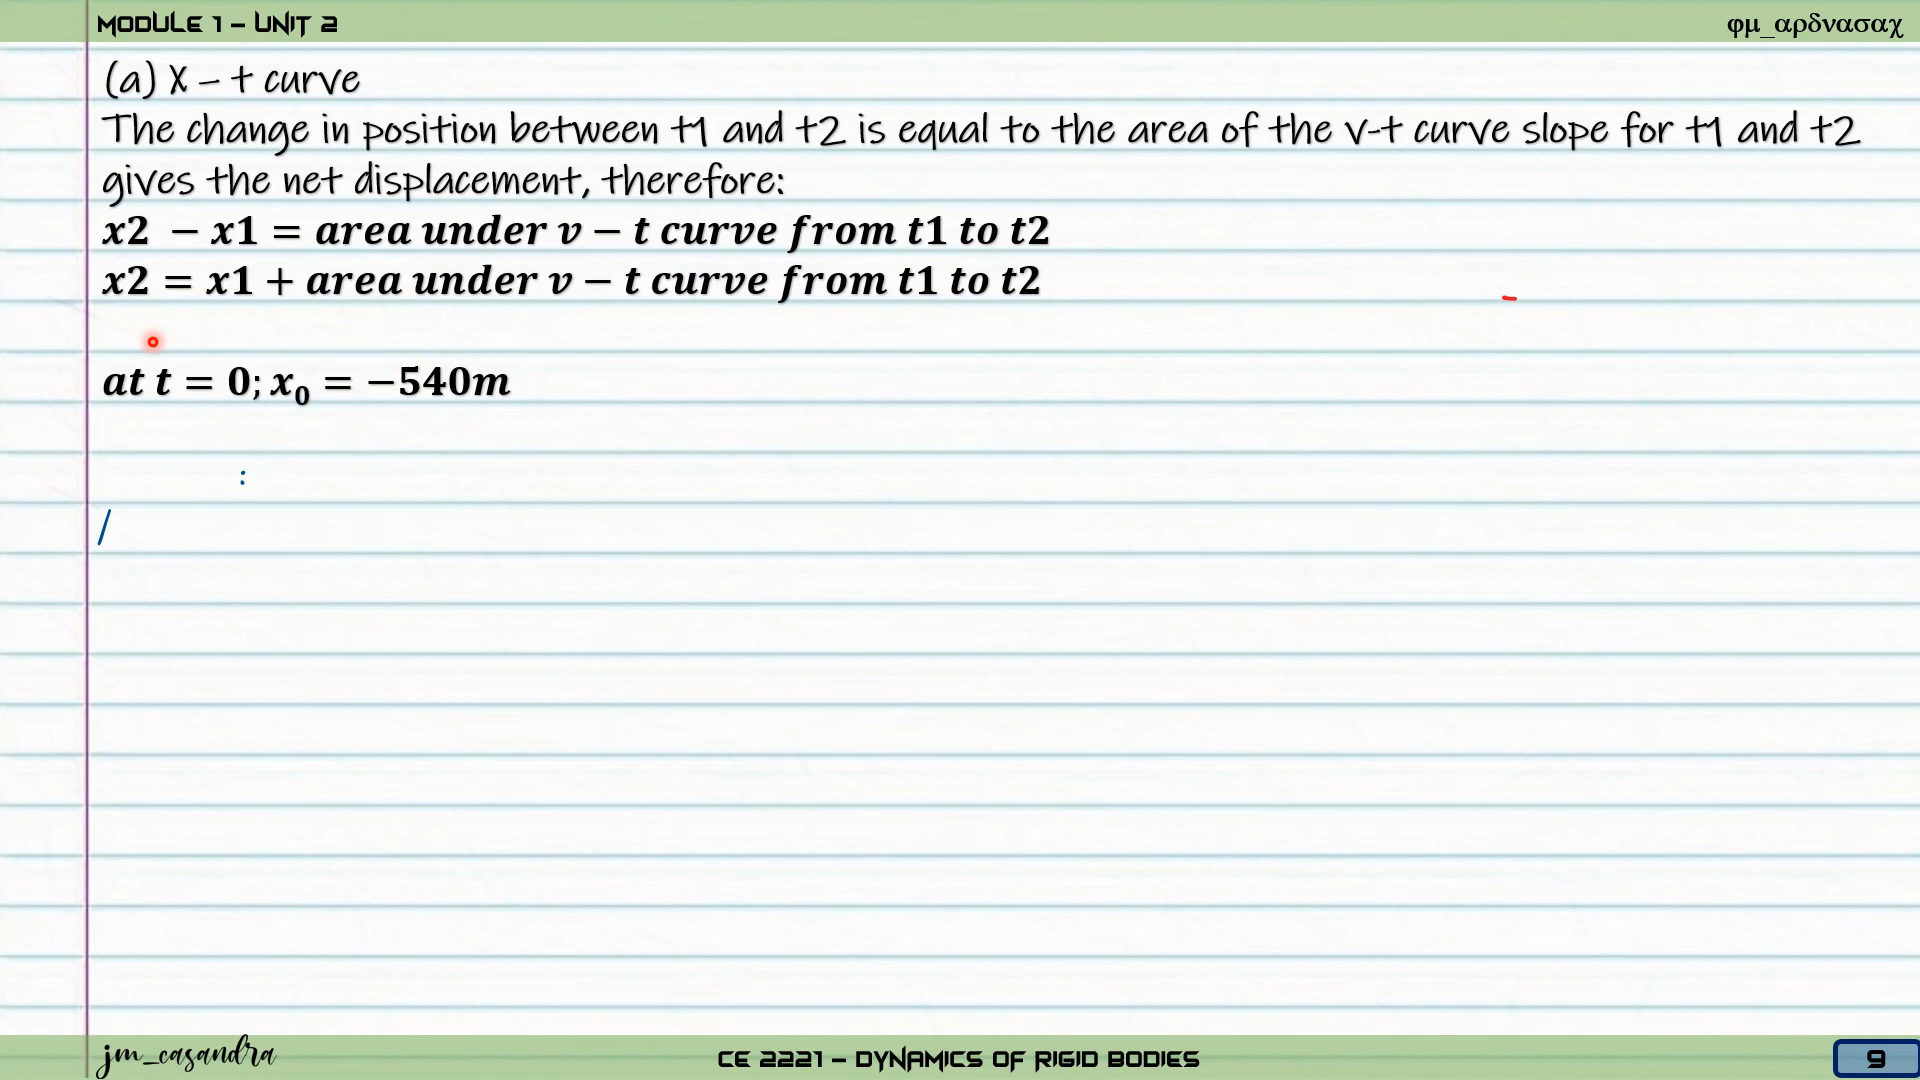 MODULE 1 – UNIT 2
φμ_αρδνασαχ
(a) X – t curve
The change in position between t1 and t2 is equal to the area of the v-t curve slope for t1 and t2
gives the net displacement, therefore:
x2 − x1 = area under v − t curve from t1 to t2
x2 = x1 + area under v − t curve from t1 to t2
at t = 0; x₀ = −540m
:
/
jm_casandra
CE 2221 – DYNAMICS OF RIGID BODIES
9